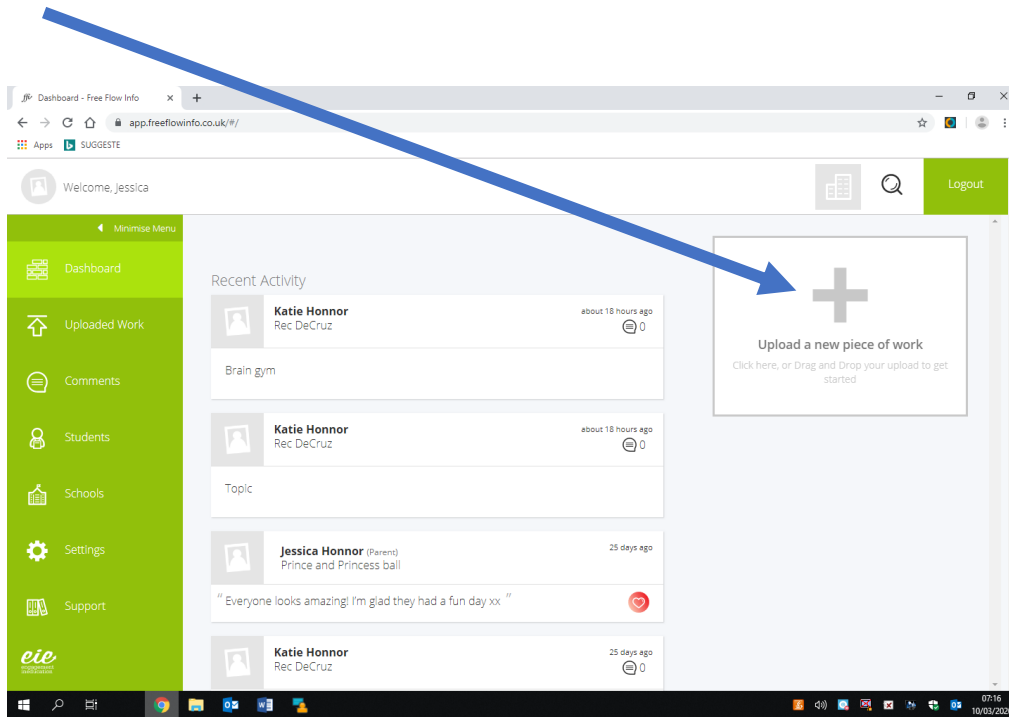 ffi Dashboard - Free Flow Info
app.freeflowinfo.co.uk/#/
Apps SUGGESTE
Welcome, Jessica
Logout
Minimise Menu
Dashboard
Uploaded Work
Comments
Students
Schools
Settings
Support
eie
Recent Activity
Katie Honnor
about 18 hours ago
Rec DeCruz
0
Brain gym
Katie Honnor
about 18 hours ago
Rec DeCruz
0
Topic
Jessica Honnor (Parent)
25 days ago
Prince and Princess ball
" Everyone looks amazing! I'm glad they had a fun day xx "
Katie Honnor
25 days ago
Rec DeCruz
0
Upload a new piece of work
Click here, or Drag and Drop your upload to get
started
07:16